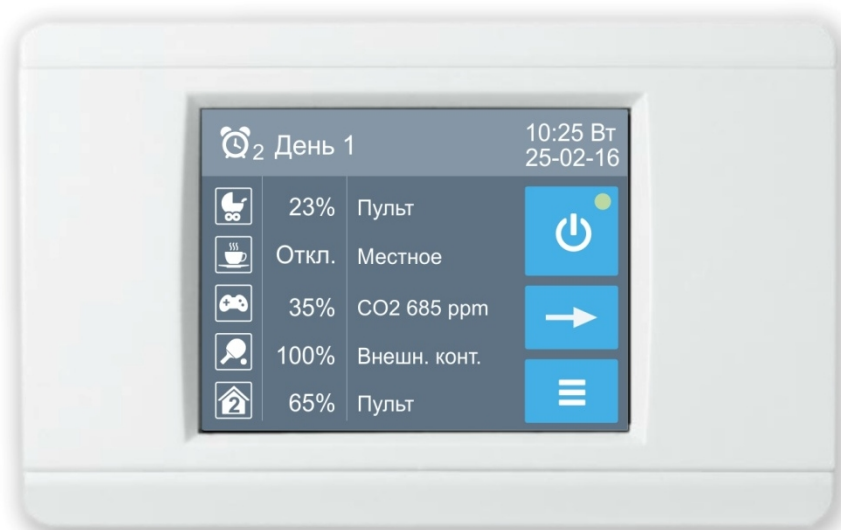 2 День 1
10:25 Вт
25-02-16
23% Пульт
Откл. Местное
35% CO2 685 ppm
100% Внешн. конт.
2 65% Пульт